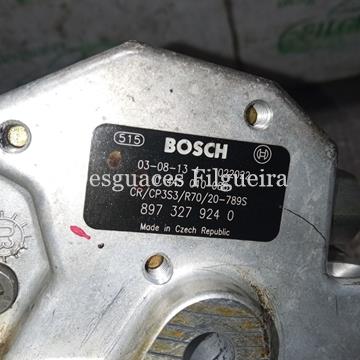 515 BOSCH
03-08-13
Desguaces Filgueira
CR/CP3S3/R70/20-789S
897 327 924 0
Made in Czech Republic